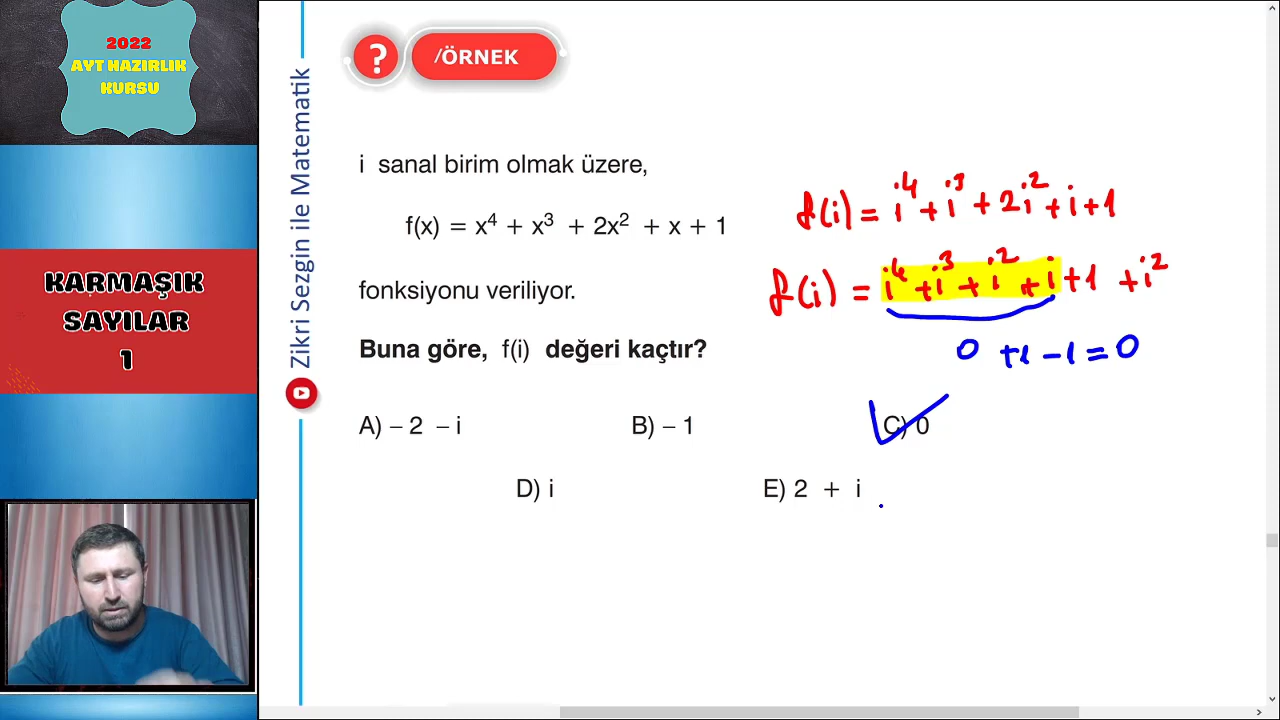 2022
AYT HAZIRLIK
KURSU
KARMAŞIK
SAYILAR
1
Zikri Sezgin ile Matematik
?
/ÖRNEK
i sanal birim olmak üzere,
f(x) = x⁴ + x³ + 2x² + x + 1
fonksiyonu veriliyor.
Buna göre, f(i) değeri kaçtır?
A) – 2 – i
B) – 1
C) 0
D) i
E) 2 + i
f(i) = i⁴ + i³ + 2i² + i + 1
f(i) = i⁴ + i³ + i² + i + 1 + i²
0 + 1 – 1 = 0